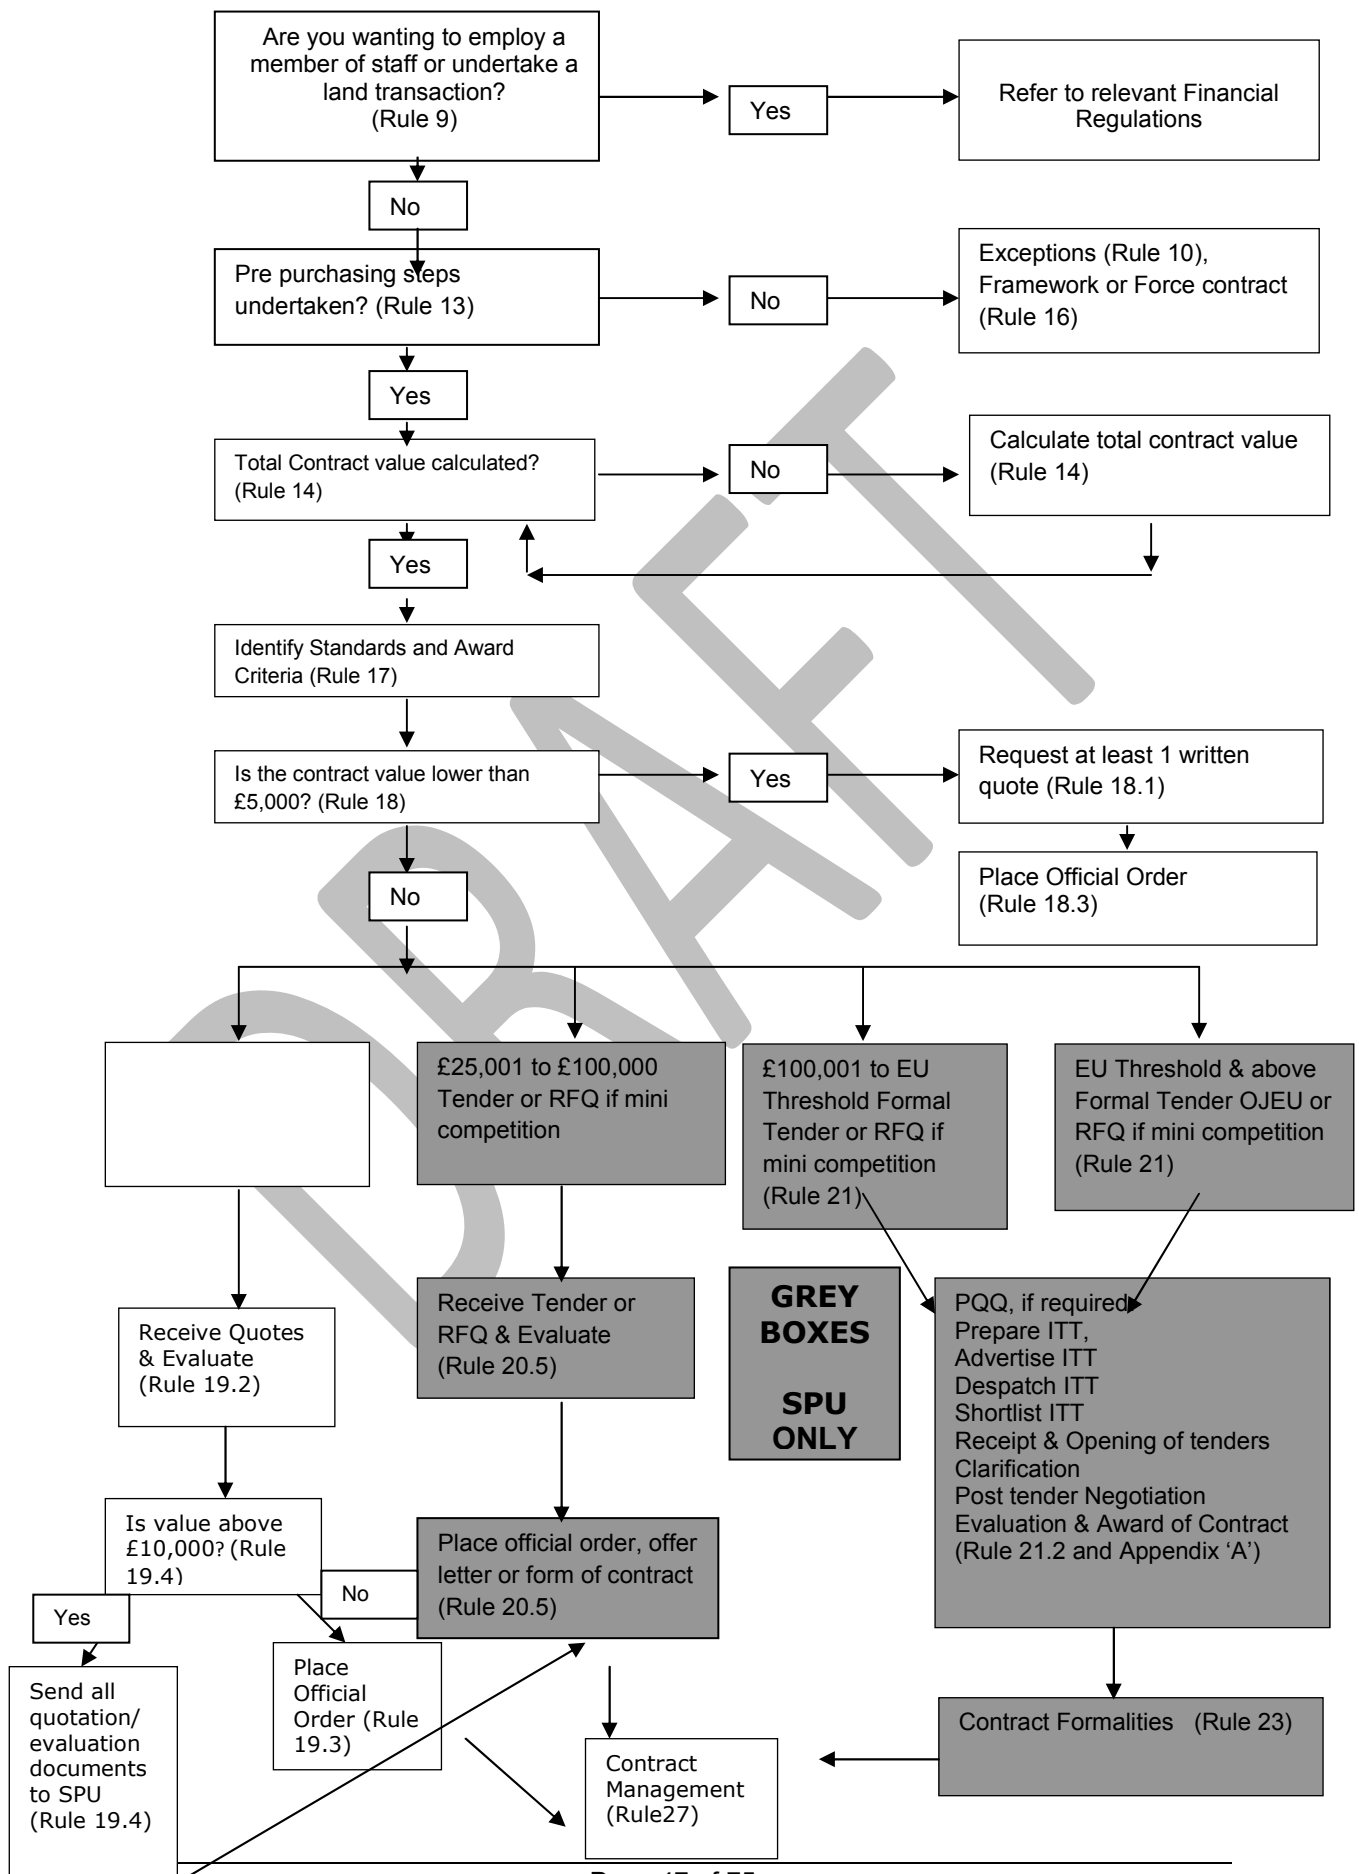 Are you wanting to employ a
member of staff or undertake a
land transaction?
(Rule 9)
Yes
Refer to relevant Financial
Regulations
No
Pre purchasing steps
undertaken? (Rule 13)
No
Exceptions (Rule 10),
Framework or Force contract
(Rule 16)
Yes
Total Contract value calculated?
(Rule 14)
No
Calculate total contract value
(Rule 14)
Yes
Identify Standards and Award
Criteria (Rule 17)
Is the contract value lower than
£5,000? (Rule 18)
Yes
Request at least 1 written
quote (Rule 18.1)
Place Official Order
(Rule 18.3)
No
DRAFT
£25,001 to £100,000
Tender or RFQ if mini
competition
£100,001 to EU
Threshold Formal
Tender or RFQ if
mini competition
(Rule 21)
EU Threshold & above
Formal Tender OJEU or
RFQ if mini competition
(Rule 21)
Receive Quotes
& Evaluate
(Rule 19.2)
Receive Tender or
RFQ & Evaluate
(Rule 20.5)
GREY
BOXES
SPU
ONLY
PQQ, if required
Prepare ITT,
Advertise ITT
Despatch ITT
Shortlist ITT
Receipt & Opening of tenders
Clarification
Post tender Negotiation
Evaluation & Award of Contract
(Rule 21.2 and Appendix ‘A’)
Is value above
£10,000? (Rule
19.4)
Place official order, offer
letter or form of contract
(Rule 20.5)
No
Yes
Send all
quotation/
evaluation
documents
to SPU
(Rule 19.4)
Place
Official
Order (Rule
19.3)
Contract
Management
(Rule27)
Contract Formalities (Rule 23)